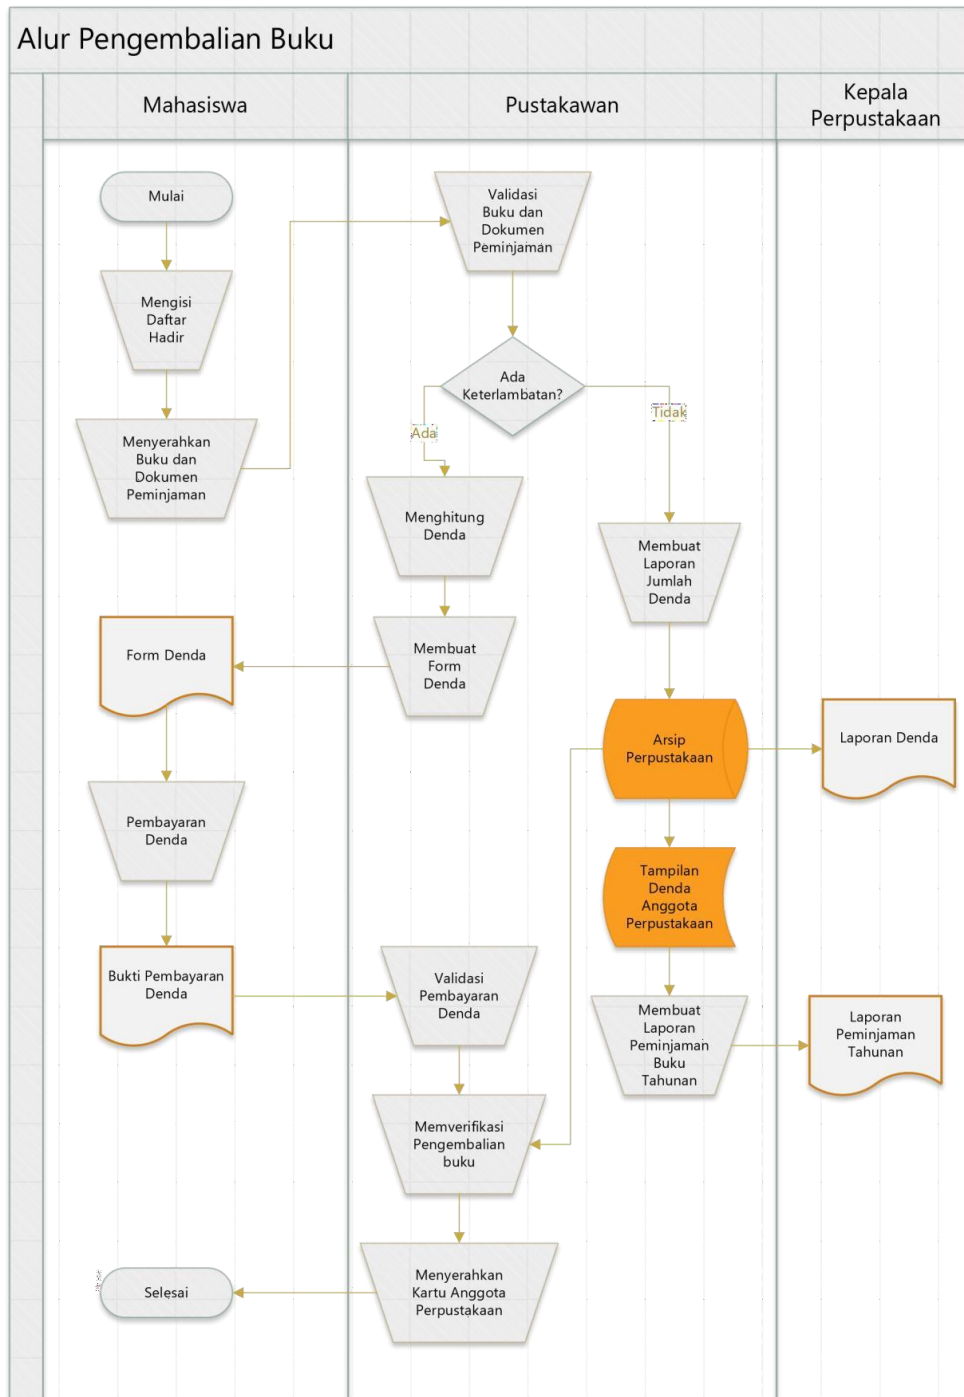 Alur Pengembalian Buku
Mahasiswa
Pustakawan
Kepala
Perpustakaan
Mulai
Mengisi
Daftar
Hadir
Menyerahkan
Buku dan
Dokumen
Peminjaman
Validasi
Buku dan
Dokumen
Peminjaman
Ada
Keterlambatan?
Ada
Tidak
Menghitung
Denda
Membuat
Laporan
Jumlah
Denda
Membuat
Form
Denda
Form Denda
Arsip
Perpustakaan
Laporan Denda
Pembayaran
Denda
Tampilan
Denda
Anggota
Perpustakaan
Bukti Pembayaran
Denda
Validasi
Pembayaran
Denda
Membuat
Laporan
Peminjaman
Buku
Tahunan
Laporan
Peminjaman
Tahunan
Memverifikasi
Pengembalian
buku
Menyerahkan
Kartu Anggota
Perpustakaan
Selesai